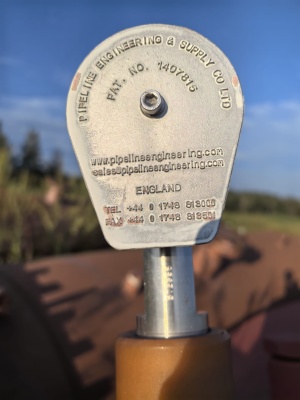 PIPELINE ENGINEERING & SUPPLY CO LTD
PAT. NO. 1407815
www.pipelineengineering.com
sales@pipelineengineering.com
ENGLAND
TEL +44 0 1748 813005
FAX +44 0 1748 813501